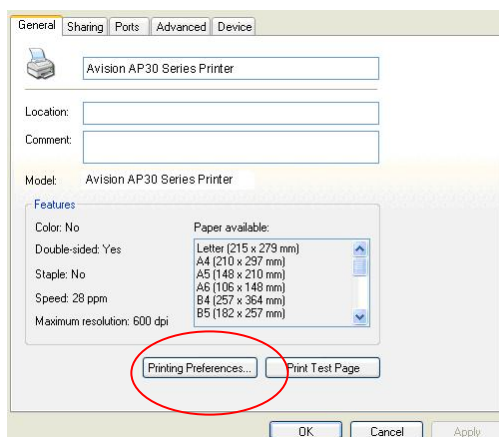 General Sharing Ports Advanced Device
Avision AP30 Series Printer
Location:
Comment:
Model: Avision AP30 Series Printer
Features
Color: No
Double-sided: Yes
Staple: No
Speed: 28 ppm
Maximum resolution: 600 dpi
Paper available:
Letter (215 x 279 mm)
A4 (210 x 297 mm)
A5 (148 x 210 mm)
A6 (106 x 148 mm)
B4 (257 x 364 mm)
B5 (182 x 257 mm)
Printing Preferences... Print Test Page
OK Cancel Apply